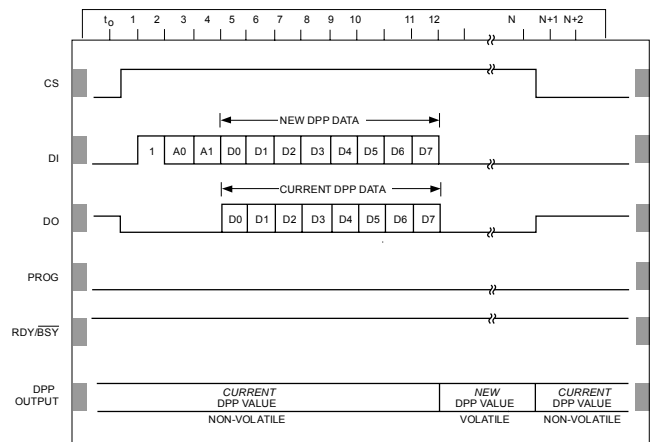 to 1 2 3 4 5 6 7 8 9 10 11 12 N N+1 N+2
CS
NEW DPP DATA
DI 1 A0 A1 D0 D1 D2 D3 D4 D5 D6 D7
CURRENT DPP DATA
DO D0 D1 D2 D3 D4 D5 D6 D7
PROG
RDY/BSY
DPP
OUTPUT
CURRENT
DPP VALUE
NON-VOLATILE
NEW
DPP VALUE
VOLATILE
CURRENT
DPP VALUE
NON-VOLATILE